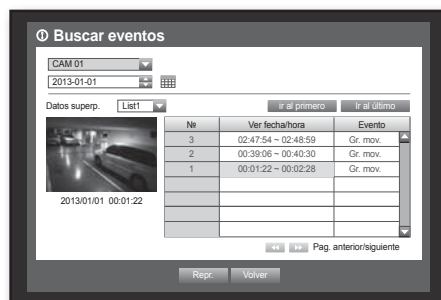 Buscar eventos
CAM 01
2013-01-01
Datos superp. List1 ir al primero Ir al último
№ Ver fecha/hora Evento
3 02:47:54 ~ 02:48:59 Gr. mov.
2 00:39:06 ~ 00:40:30 Gr. mov.
1 00:01:22 ~ 00:02:28 Gr. mov.
2013/01/01 00:01:22
Pag. anterior/siguiente
Repr. Volver